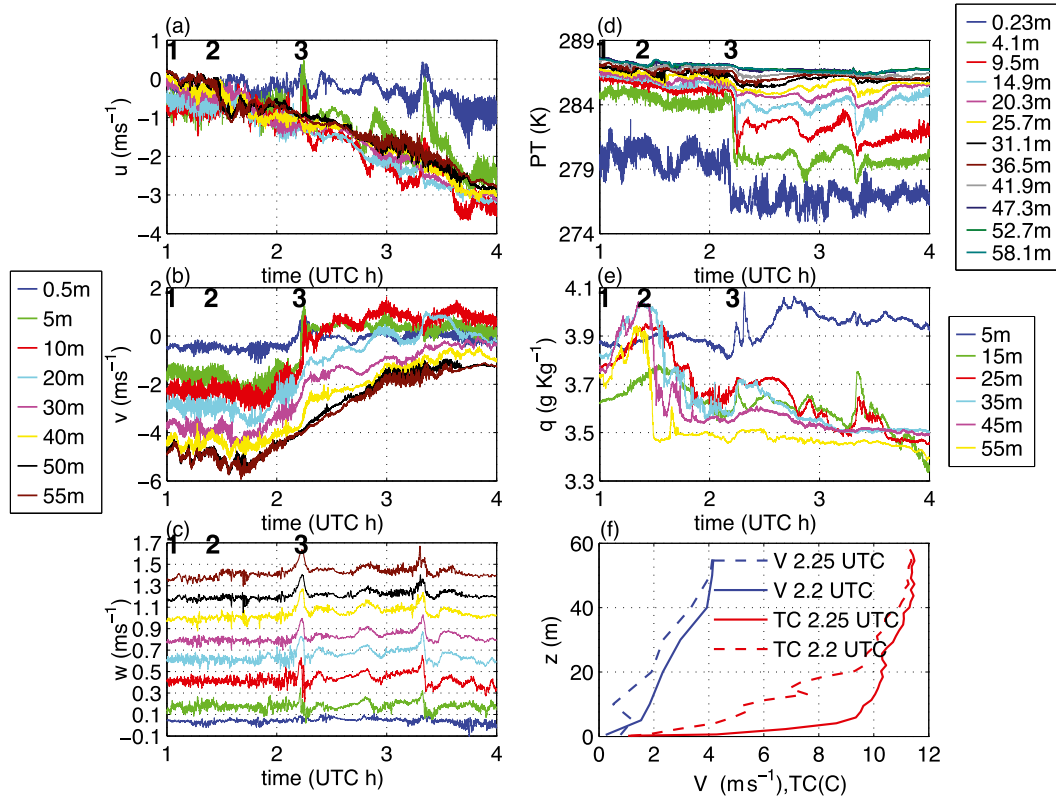 (a)
1 2 3
1
0
−1
−2
−3
−4
u (ms⁻¹)
1 2 3 4
time (UTC h)
(b)
1 2 3
2
0
−2
−4
−6
v (ms⁻¹)
1 2 3 4
time (UTC h)
0.5m
5m
10m
20m
30m
40m
50m
55m
(c)
1 2 3
1.7
1.5
1.3
1.1
0.9
0.7
0.5
0.3
0.1
−0.1
w (ms⁻¹)
1 2 3 4
time (UTC h)
(d)
1 2 3
289
284
279
274
PT (K)
1 2 3 4
time (UTC h)
0.23m
4.1m
9.5m
14.9m
20.3m
25.7m
31.1m
36.5m
41.9m
47.3m
52.7m
58.1m
(e)
1 2 3
4.1
3.9
3.7
3.5
3.3
q (g Kg⁻¹)
1 2 3 4
time (UTC h)
5m
15m
25m
35m
45m
55m
(f)
60
40
20
0
z (m)
V 2.25 UTC
V 2.2 UTC
TC 2.25 UTC
TC 2.2 UTC
0 2 4 6 8 10 12
V (ms⁻¹),TC(C)